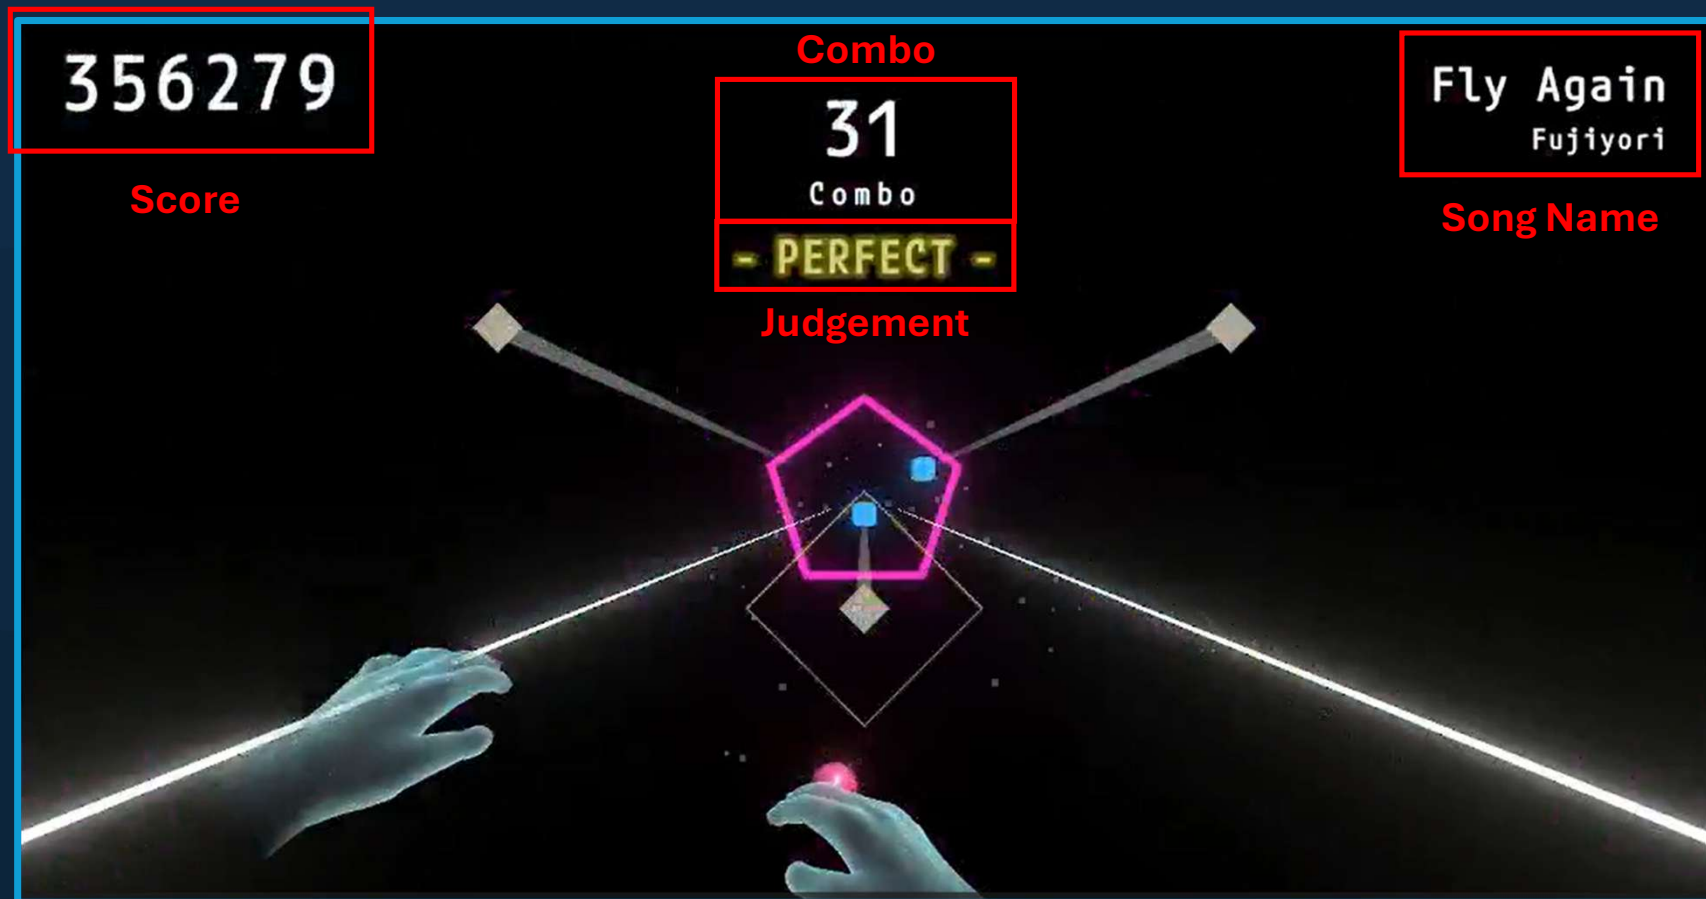 356279
Score
Combo
31
Combo
- PERFECT -
Judgement
Fly Again
Fujiyori
Song Name